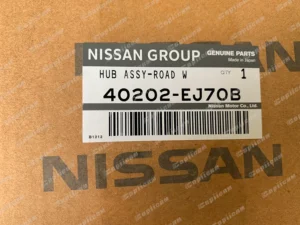 NISSAN GROUP GENUINE PARTS
Made in Japan
HUB ASSY-ROAD W QTY 1
40202-EJ70B
Nissan Motor Co., Ltd.
NISSAN